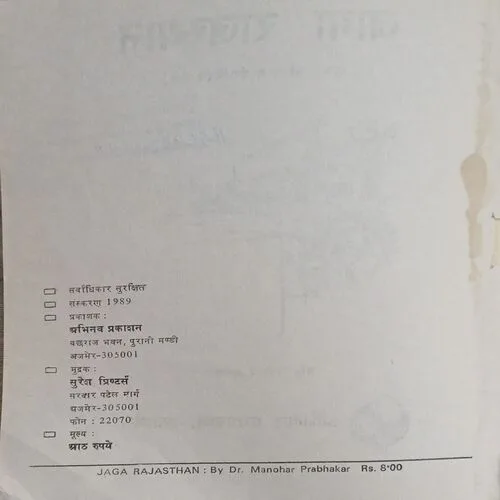 सर्वाधिकार सुरक्षित
संस्करण 1989
प्रकाशक :
अभिनव प्रकाशन
बछराज भवन, पुरानी मण्डी
अजमेर-305001
मुद्रक :
सुरेश प्रिण्टर्स
सरदार पटेल मार्ग
अजमेर-305001
फोन : 22070
मूल्य :
आठ रुपये
JAGA RAJASTHAN : By Dr. Manohar Prabhakar Rs. 8·00